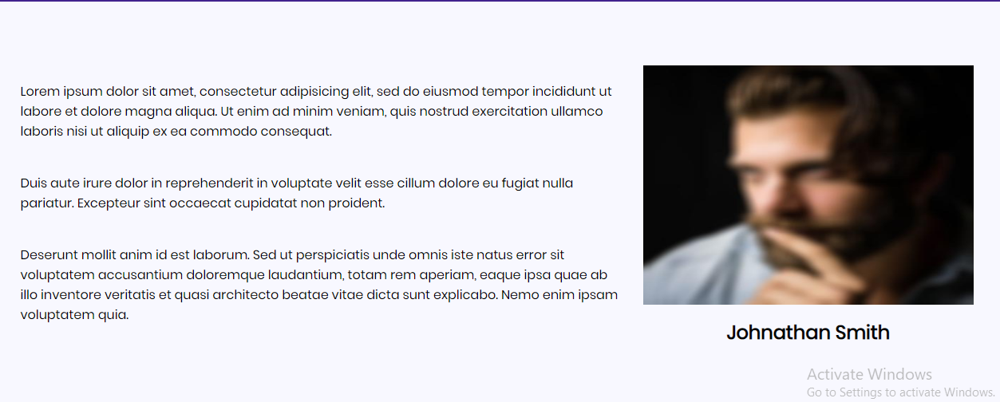 Lorem ipsum dolor sit amet, consectetur adipisicing elit, sed do eiusmod tempor incididunt ut
labore et dolore magna aliqua. Ut enim ad minim veniam, quis nostrud exercitation ullamco
laboris nisi ut aliquip ex ea commodo consequat.
Duis aute irure dolor in reprehenderit in voluptate velit esse cillum dolore eu fugiat nulla
pariatur. Excepteur sint occaecat cupidatat non proident.
Deserunt mollit anim id est laborum. Sed ut perspiciatis unde omnis iste natus error sit
voluptatem accusantium doloremque laudantium, totam rem aperiam, eaque ipsa quae ab
illo inventore veritatis et quasi architecto beatae vitae dicta sunt explicabo. Nemo enim ipsam
voluptatem quia.
Johnathan Smith
Activate Windows
Go to Settings to activate Windows.